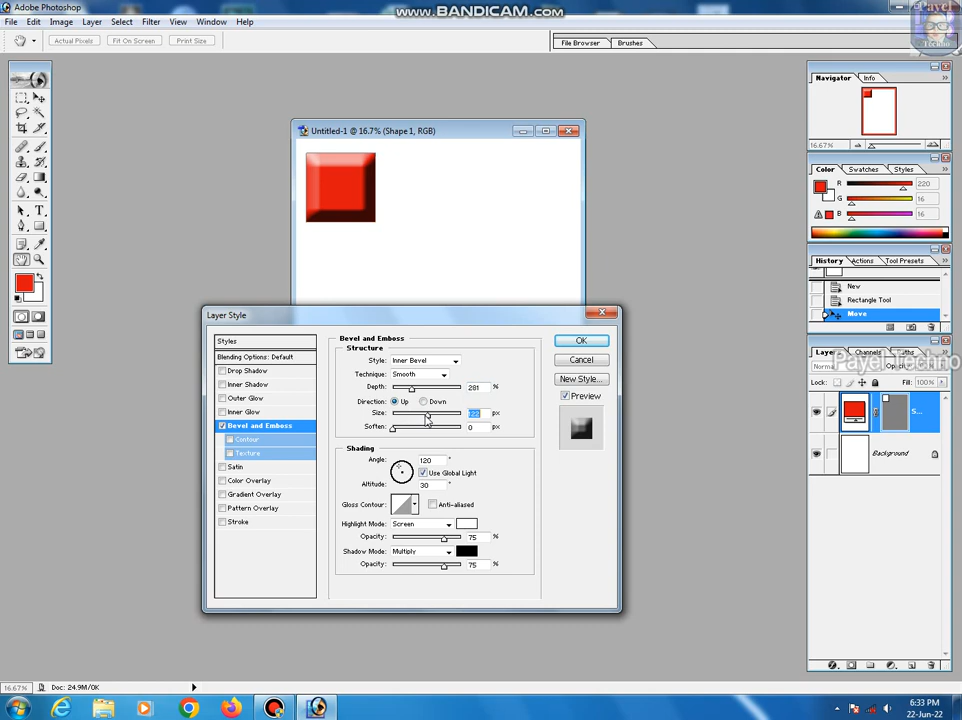 Adobe Photoshop
www.BANDICAM.com
Payel
Techno
File Edit Image Layer Select Filter View Window Help
Actual Pixels Fit On Screen Print Size
File Browser Brushes
Navigator Info
16.67%
Color Swatches Styles
R 220
G 16
B 16
History Actions Tool Presets
New
Rectangle Tool
Move
Layers Channels Paths
Payel Techno
Normal Opacity: 100%
Lock: Fill: 100%
S...
Background
Untitled-1 @ 16.7% (Shape 1, RGB)
Layer Style
Styles
Blending Options: Default
Drop Shadow
Inner Shadow
Outer Glow
Inner Glow
Bevel and Emboss
Contour
Texture
Satin
Color Overlay
Gradient Overlay
Pattern Overlay
Stroke
Bevel and Emboss
Structure
Style: Inner Bevel
Technique: Smooth
Depth: 281 %
Direction: Up Down
Size: 122 px
Soften: 0 px
Shading
Angle: 120 °
Use Global Light
Altitude: 30 °
Gloss Contour: Anti-aliased
Highlight Mode: Screen
Opacity: 75 %
Shadow Mode: Multiply
Opacity: 75 %
OK
Cancel
New Style...
Preview
16.67% Doc: 24.9M/0K
6:33 PM
22-Jun-22